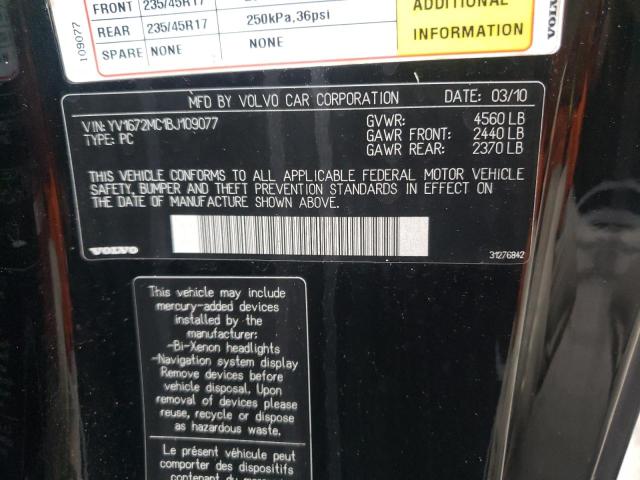 FRONT 235/45R17
REAR 235/45R17 250kPa,36psi
SPARE NONE NONE
ADDITIONAL
INFORMATION
VOLVO
109077
MFD BY VOLVO CAR CORPORATION DATE: 03/10
VIN: YV1672MC1BJ109077
TYPE: PC
GVWR: 4560 LB
GAWR FRONT: 2440 LB
GAWR REAR: 2370 LB
THIS VEHICLE CONFORMS TO ALL APPLICABLE FEDERAL MOTOR VEHICLE
SAFETY, BUMPER AND THEFT PREVENTION STANDARDS IN EFFECT ON
THE DATE OF MANUFACTURE SHOWN ABOVE.
VOLVO
31276842
This vehicle may include
mercury-added devices
installed by the
manufacturer:
-Bi-Xenon headlights
-Navigation system display
Remove devices before
vehicle disposal. Upon
removal of devices please
reuse, recycle or dispose
as hazardous waste.
Le présent véhicule peut
comporter des dispositifs
contenant du